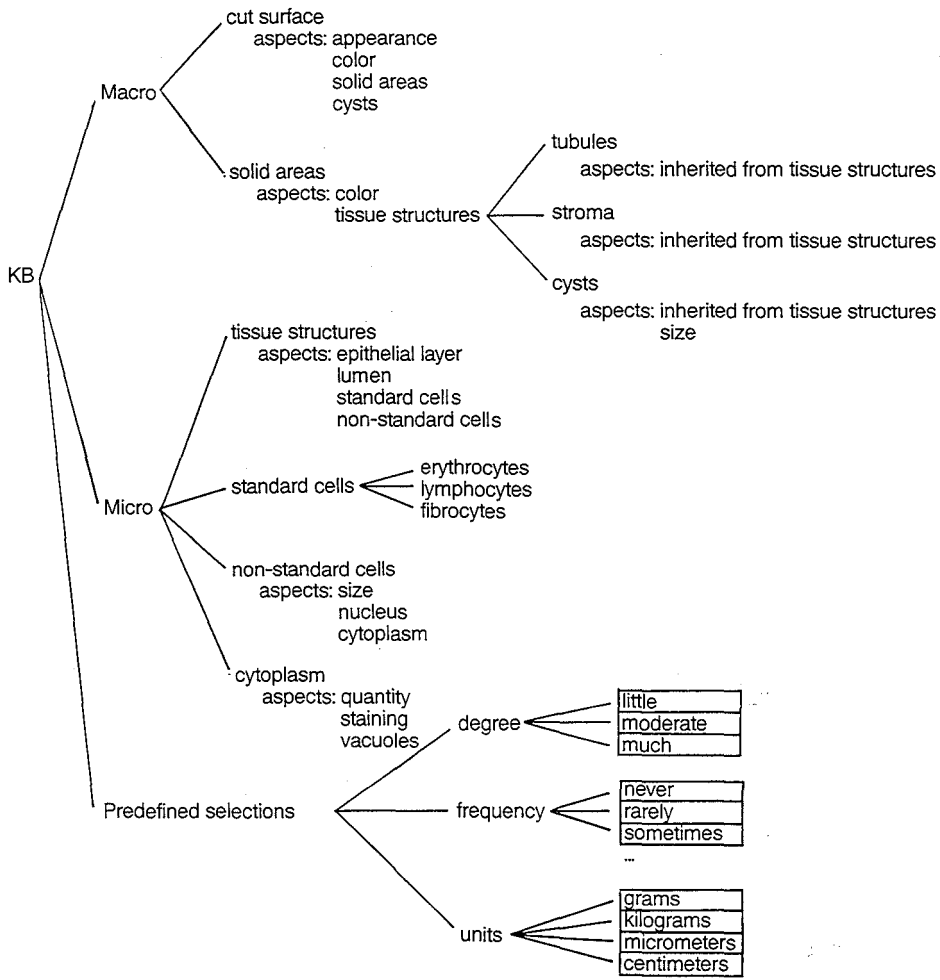 cut surface
aspects: appearance
color
solid areas
cysts
Macro
solid areas
aspects: color
tissue structures
tubules
aspects: inherited from tissue structures
stroma
aspects: inherited from tissue structures
cysts
aspects: inherited from tissue structures
size
KB
tissue structures
aspects: epithelial layer
lumen
standard cells
non-standard cells
Micro
standard cells
erythrocytes
lymphocytes
fibrocytes
non-standard cells
aspects: size
nucleus
cytoplasm
cytoplasm
aspects: quantity
staining
vacuoles
Predefined selections
degree
little
moderate
much
frequency
never
rarely
sometimes
...
units
grams
kilograms
micrometers
centimeters